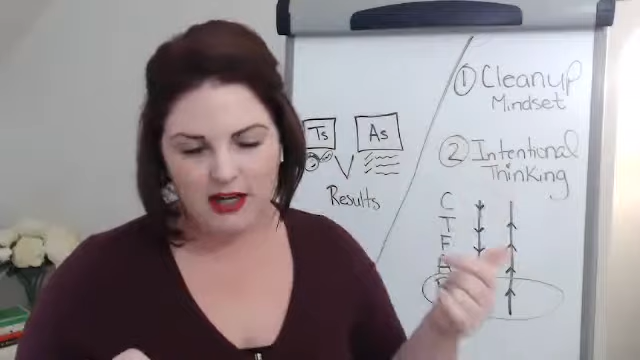 Ts As
Results
① Cleanup
Mindset
② Intentional
Thinking
C
T
F
A